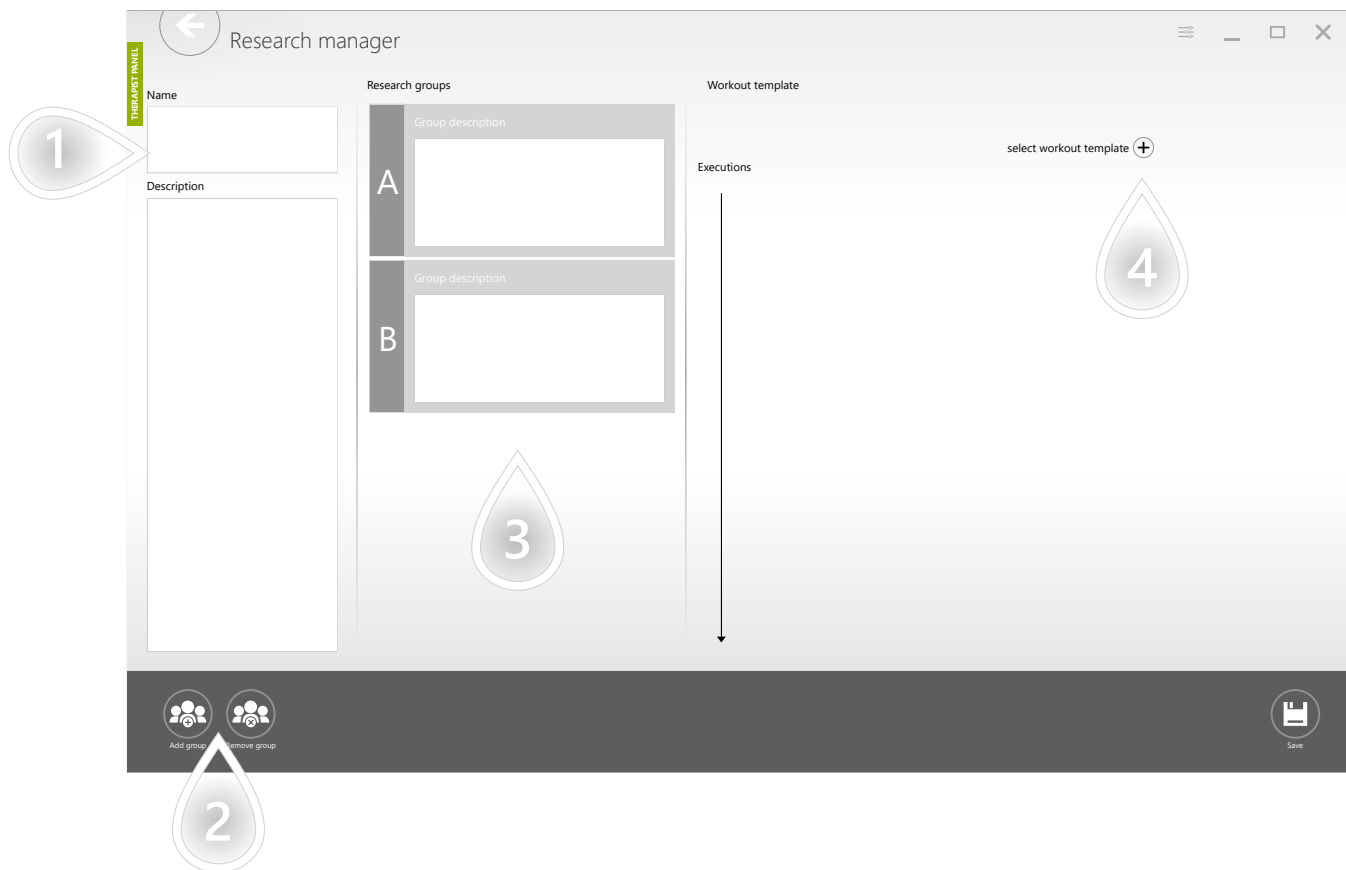 Research manager
THERAPIST PANEL
Name
Description
1
Research groups
A
Group description
B
Group description
3
Workout template
select workout template
Executions
4
Add group
Remove group
2
Save